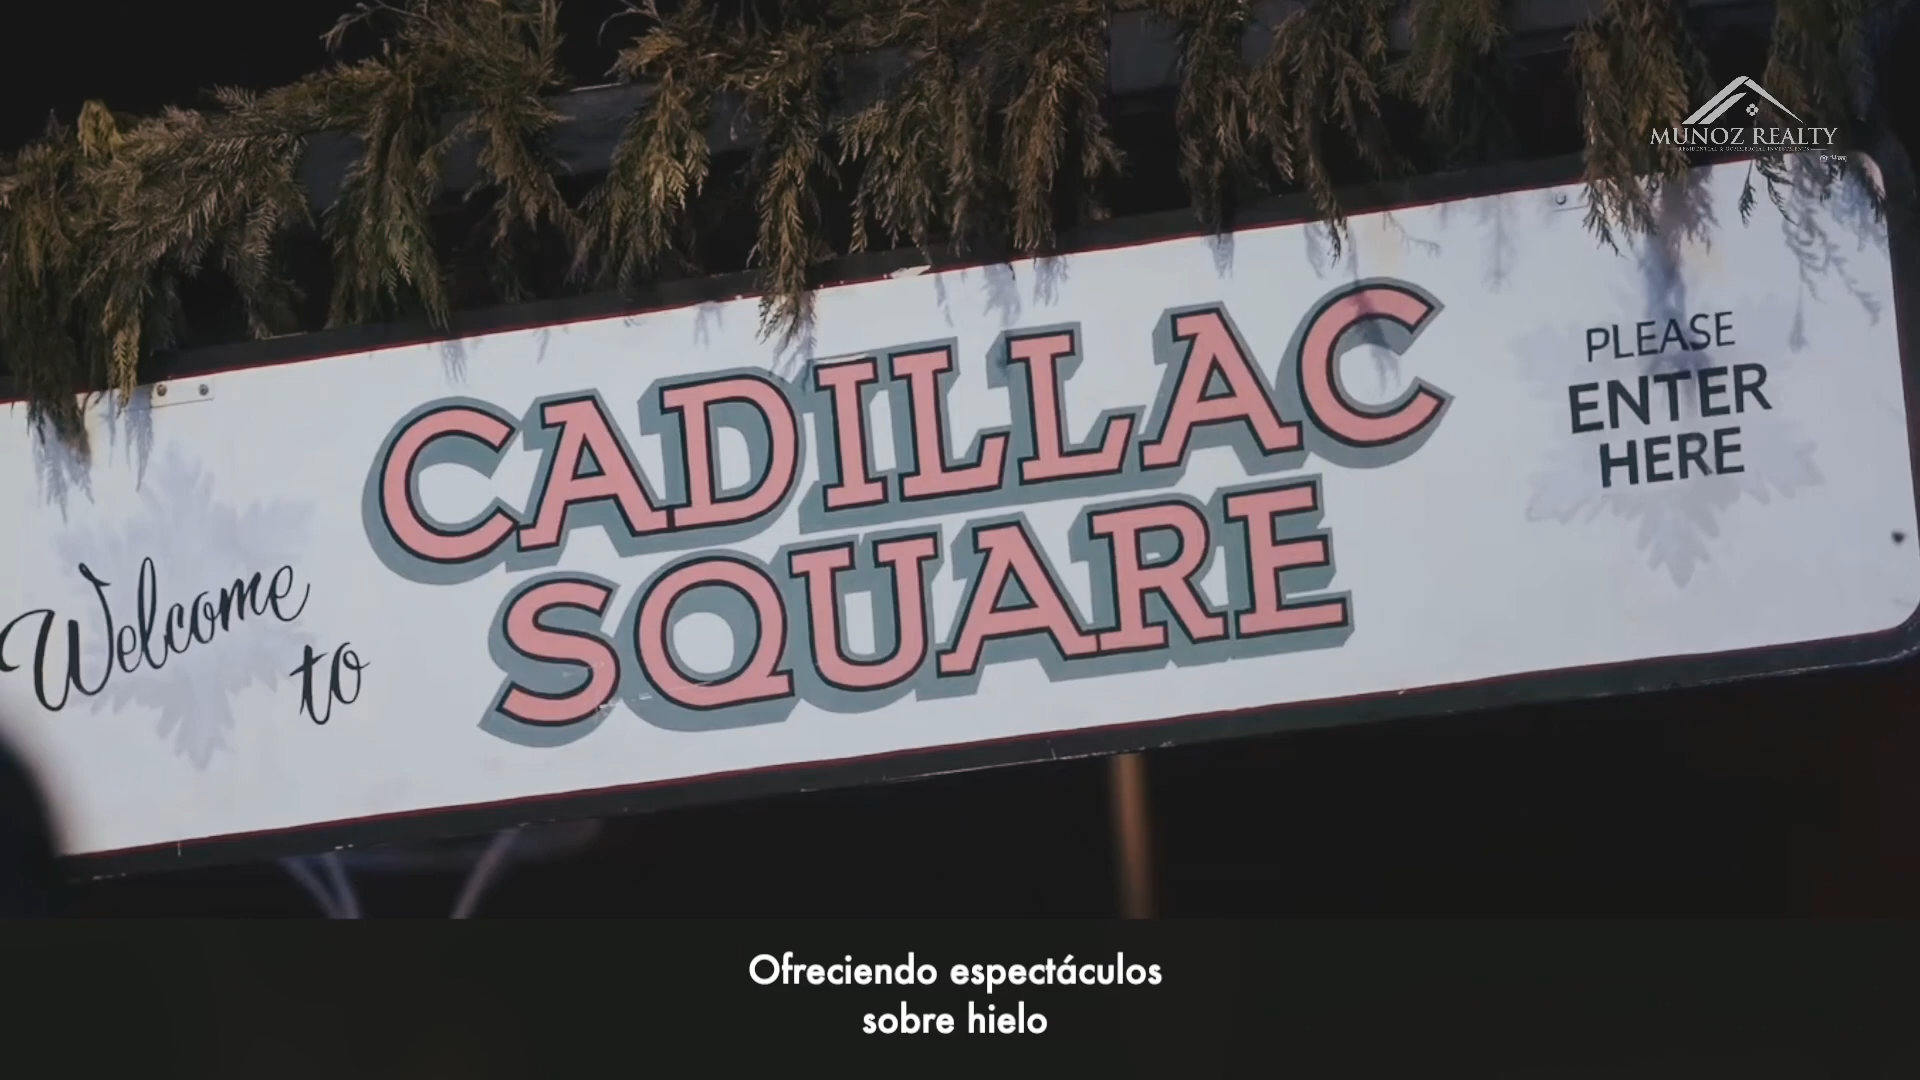 MUNOZ REALTY
Welcome
to
CADILLAC
SQUARE
PLEASE
ENTER
HERE
Ofreciendo espectáculos
sobre hielo